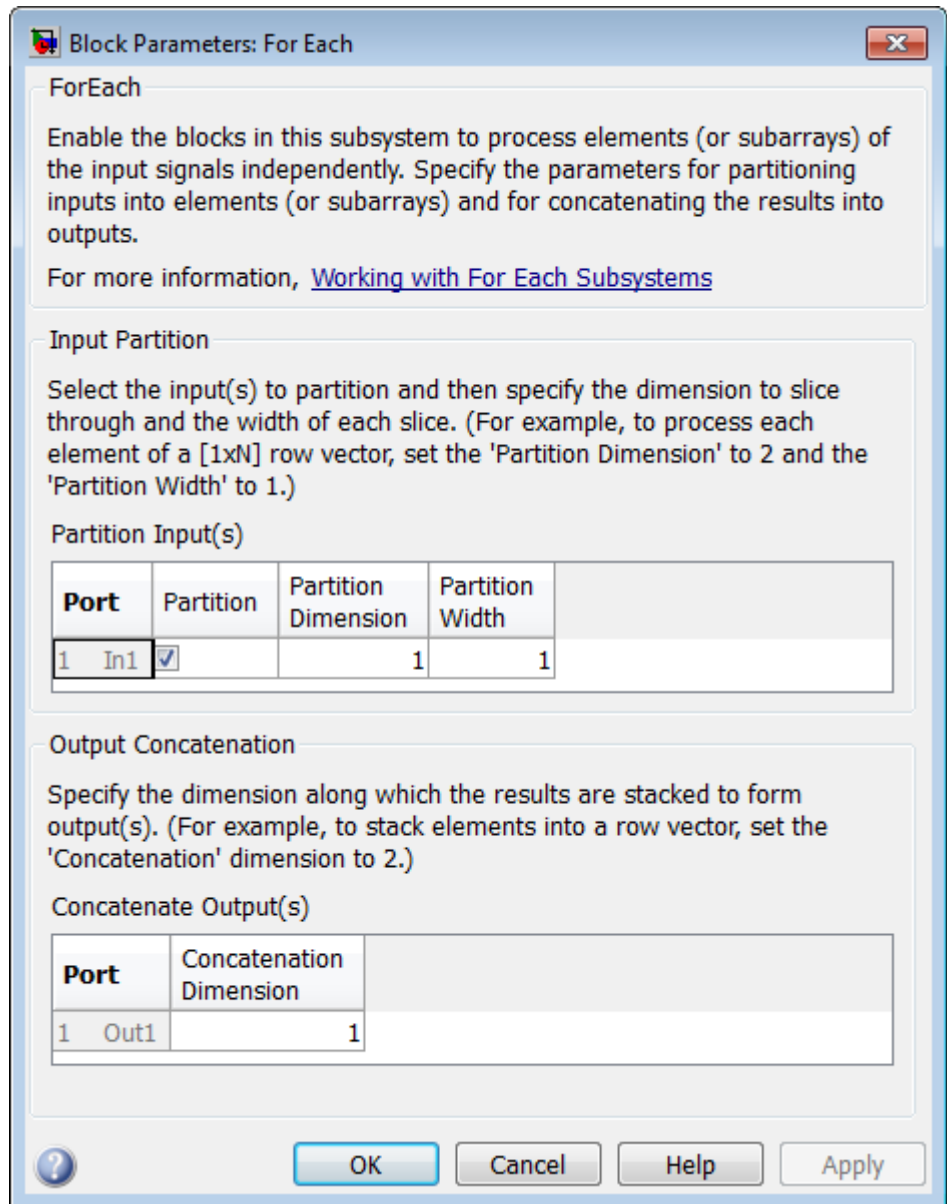 Block Parameters: For Each
ForEach
Enable the blocks in this subsystem to process elements (or subarrays) of
the input signals independently. Specify the parameters for partitioning
inputs into elements (or subarrays) and for concatenating the results into
outputs.
For more information, Working with For Each Subsystems
Input Partition
Select the input(s) to partition and then specify the dimension to slice
through and the width of each slice. (For example, to process each
element of a [1xN] row vector, set the 'Partition Dimension' to 2 and the
'Partition Width' to 1.)
Partition Input(s)
Port Partition Partition Dimension Partition Width
1 In1 1 1
Output Concatenation
Specify the dimension along which the results are stacked to form
output(s). (For example, to stack elements into a row vector, set the
'Concatenation' dimension to 2.)
Concatenate Output(s)
Port Concatenation Dimension
1 Out1 1
? OK Cancel Help Apply